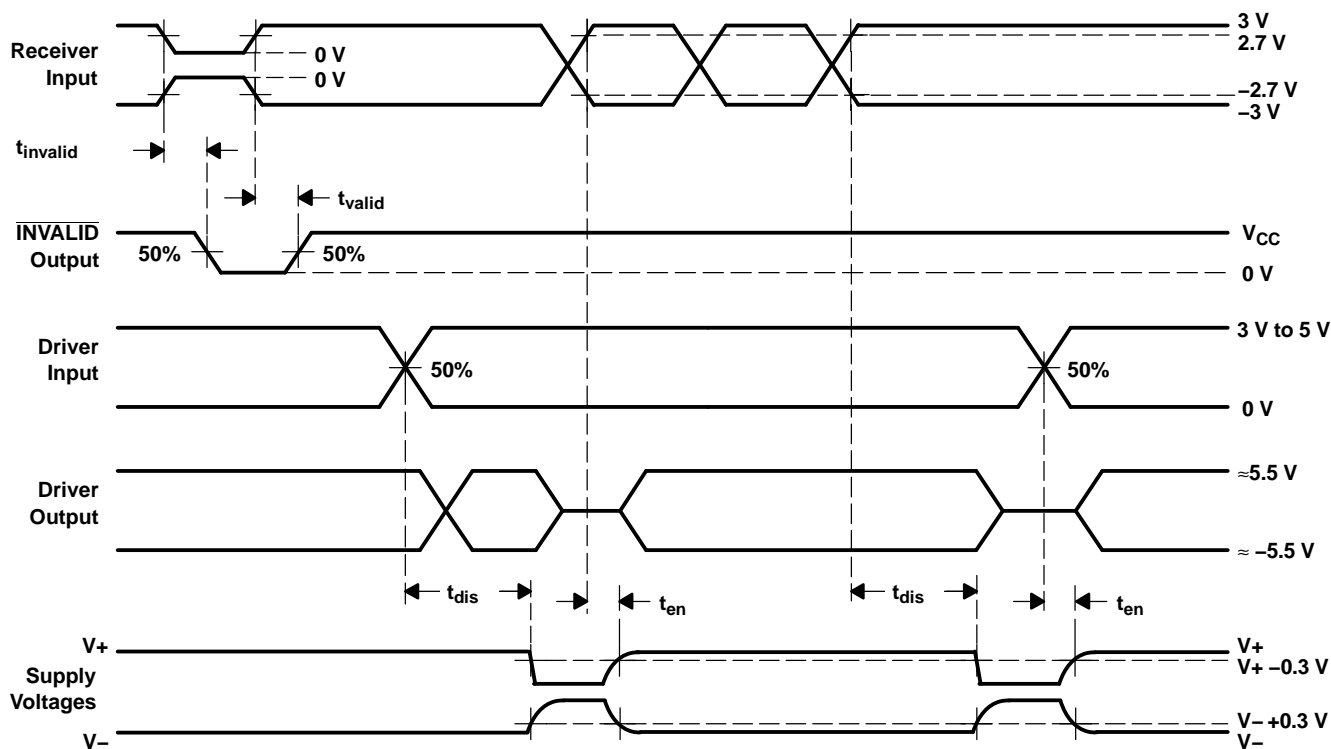 3 V
2.7 V
Receiver
Input
0 V
0 V
−2.7 V
−3 V
tinvalid
tvalid
INVALID
Output
50%
50%
VCC
0 V
3 V to 5 V
Driver
Input
50%
50%
0 V
≈5.5 V
Driver
Output
≈ −5.5 V
tdis
ten
tdis
ten
V+
V+
V+ −0.3 V
Supply
Voltages
V− +0.3 V
V−
V−